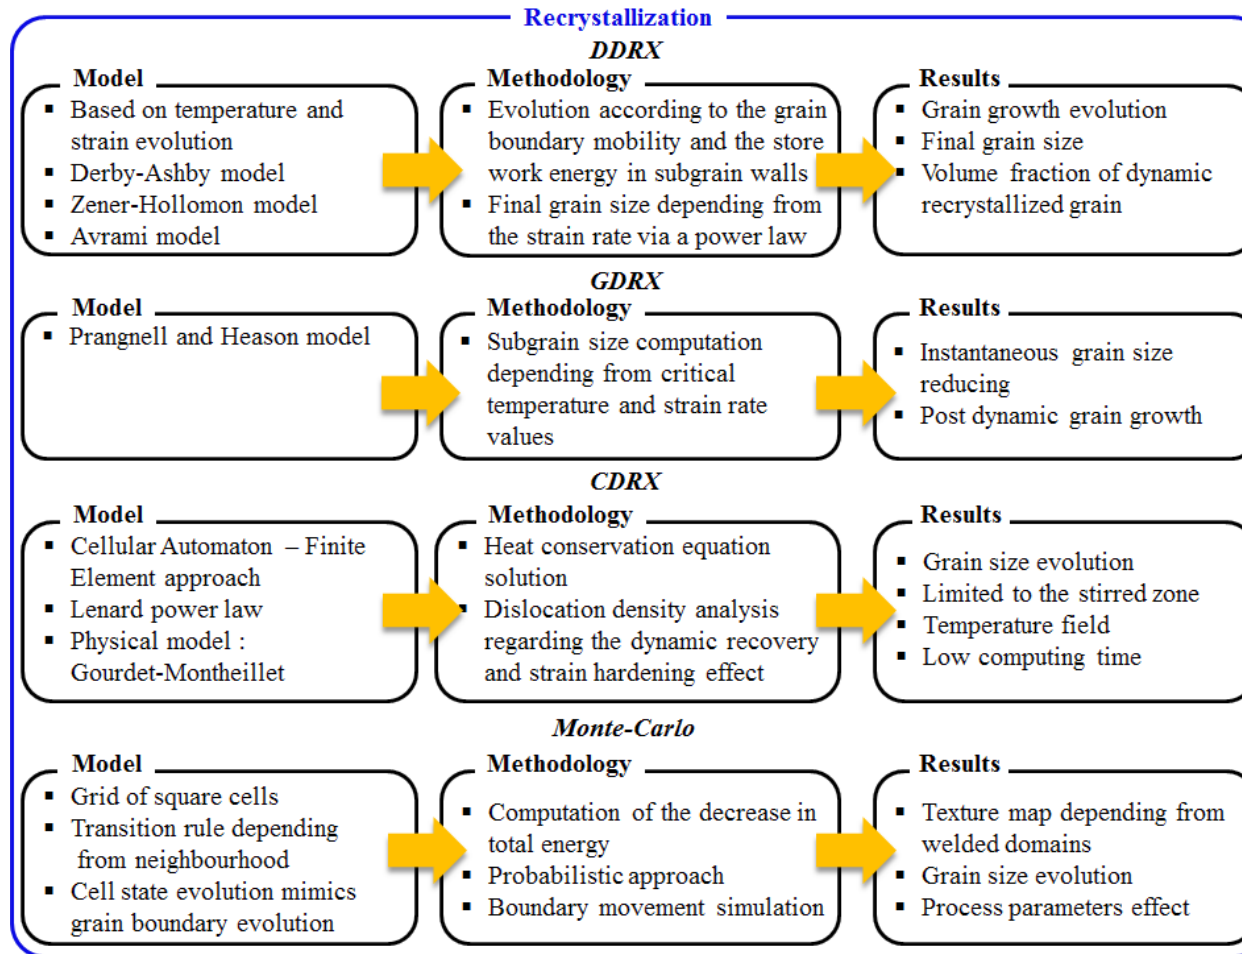 Recrystallization
DDRX
Model
▪ Based on temperature and
strain evolution
▪ Derby-Ashby model
▪ Zener-Hollomon model
▪ Avrami model
Methodology
▪ Evolution according to the grain
boundary mobility and the store
work energy in subgrain walls
▪ Final grain size depending from
the strain rate via a power law
Results
▪ Grain growth evolution
▪ Final grain size
▪ Volume fraction of dynamic
recrystallized grain
GDRX
Model
▪ Prangnell and Heason model
Methodology
▪ Subgrain size computation
depending from critical
temperature and strain rate
values
Results
▪ Instantaneous grain size
reducing
▪ Post dynamic grain growth
CDRX
Model
▪ Cellular Automaton – Finite
Element approach
▪ Lenard power law
▪ Physical model :
Gourdet-Montheillet
Methodology
▪ Heat conservation equation
solution
▪ Dislocation density analysis
regarding the dynamic recovery
and strain hardening effect
Results
▪ Grain size evolution
▪ Limited to the stirred zone
▪ Temperature field
▪ Low computing time
Monte-Carlo
Model
▪ Grid of square cells
▪ Transition rule depending
from neighbourhood
▪ Cell state evolution mimics
grain boundary evolution
Methodology
▪ Computation of the decrease in
total energy
▪ Probabilistic approach
▪ Boundary movement simulation
Results
▪ Texture map depending from
welded domains
▪ Grain size evolution
▪ Process parameters effect